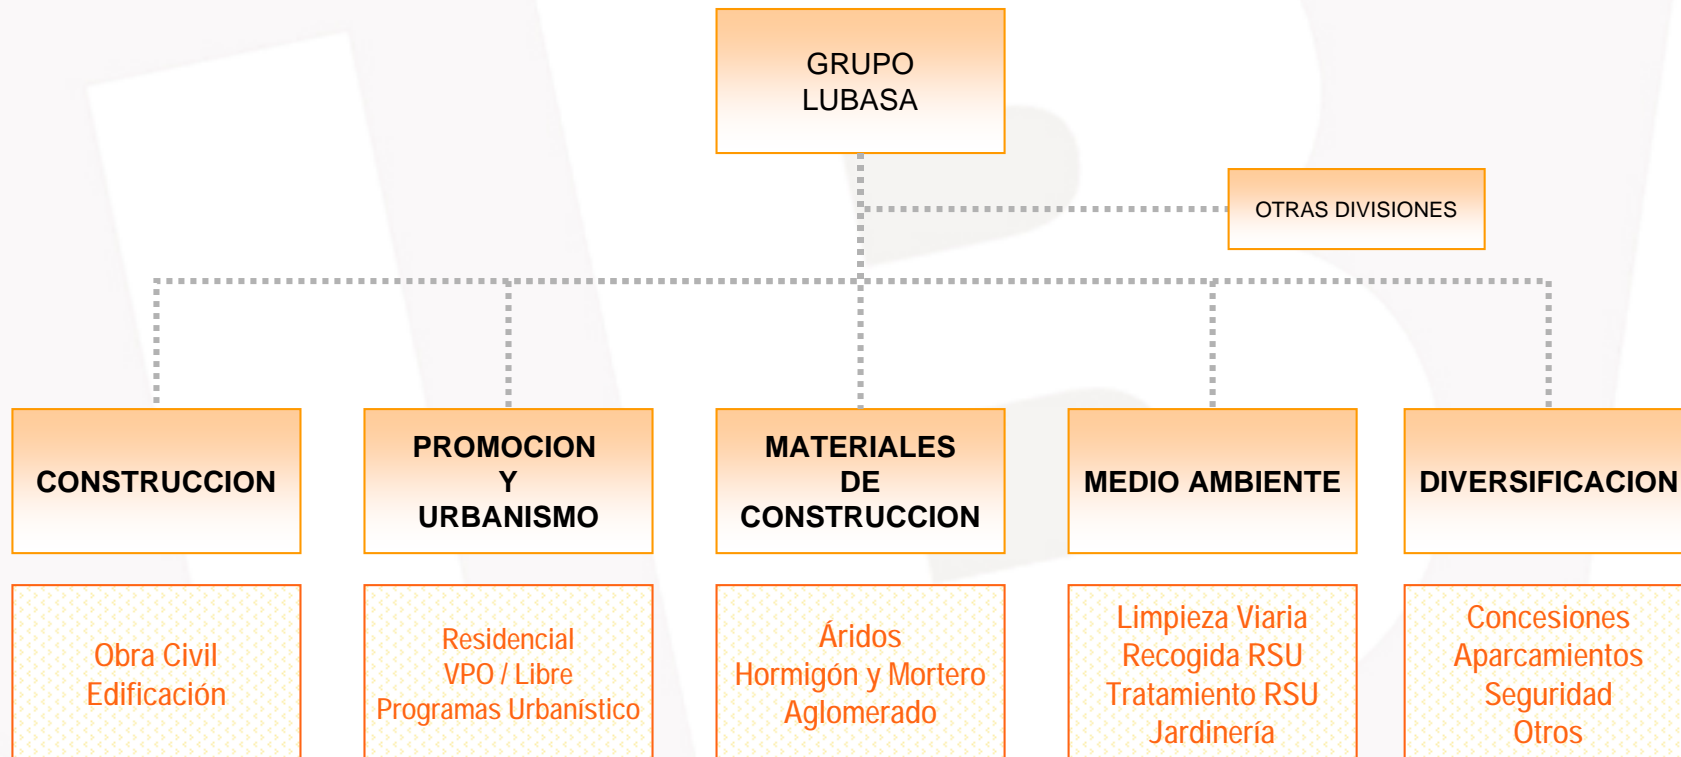 GRUPO
LUBASA
OTRAS DIVISIONES
CONSTRUCCION
PROMOCION
Y
URBANISMO
MATERIALES
DE
CONSTRUCCION
MEDIO AMBIENTE
DIVERSIFICACION
Obra Civil
Edificación
Residencial
VPO / Libre
Programas Urbanístico
Áridos
Hormigón y Mortero
Aglomerado
Limpieza Viaria
Recogida RSU
Tratamiento RSU
Jardinería
Concesiones
Aparcamientos
Seguridad
Otros